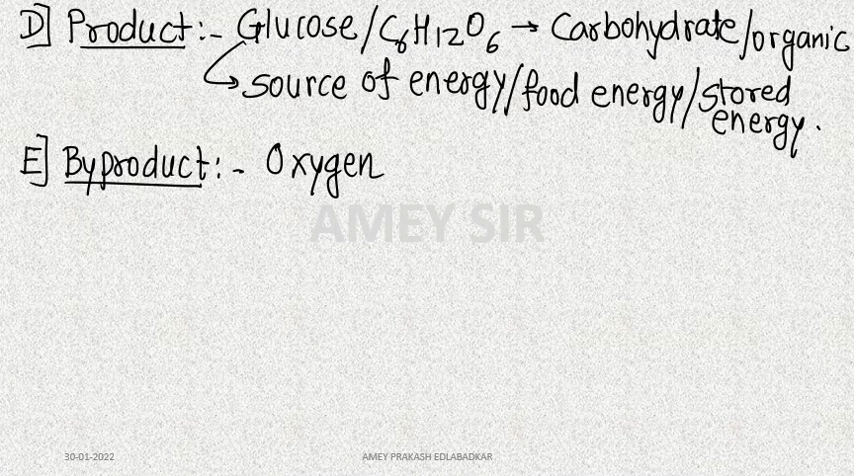 D] Product:- Glucose/C₆H₁₂O₆ → Carbohydrate/organic
↳ source of energy/food energy/stored
energy.
E] Byproduct:- Oxygen
AMEY SIR
30-01-2022 AMEY PRAKASH EDLABADKAR